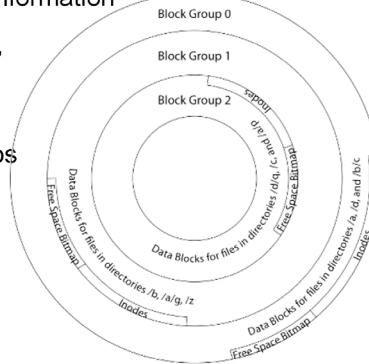 nformation
Block Group 0
Block Group 1
Block Group 2
Inodes
Free Space Bitmap
Data Blocks for files in directories /d/q, /c, and /a/p
Free Space Bitmap
Data Blocks for files in directories /b, /a/g, /z
Inodes
Data Blocks for files in directories /a, /d, and /b/c
Inodes
Free Space Bitmap